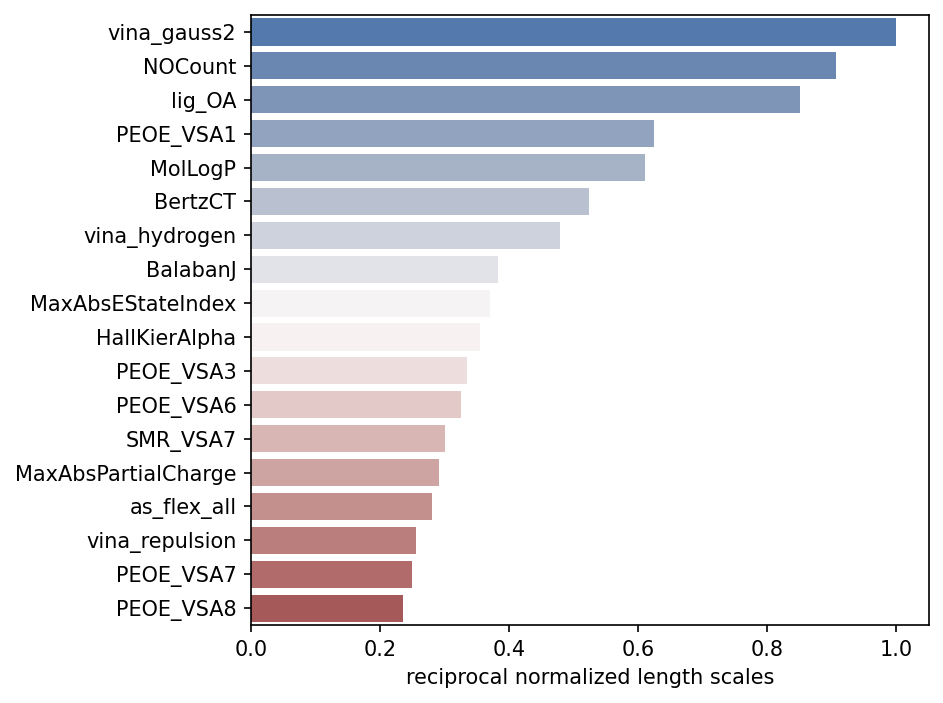 vina_gauss2
NOCount
lig_OA
PEOE_VSA1
MolLogP
BertzCT
vina_hydrogen
BalabanJ
MaxAbsEStateIndex
HallKierAlpha
PEOE_VSA3
PEOE_VSA6
SMR_VSA7
MaxAbsPartialCharge
as_flex_all
vina_repulsion
PEOE_VSA7
PEOE_VSA8
0.0 0.2 0.4 0.6 0.8 1.0
reciprocal normalized length scales